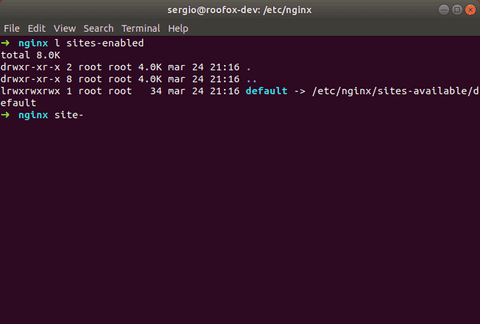 sergio@roofox-dev: /etc/nginx
File Edit View Search Terminal Help
➜ nginx l sites-enabled
total 8.0K
drwxr-xr-x 2 root root 4.0K mar 24 21:16 .
drwxr-xr-x 8 root root 4.0K mar 24 21:16 ..
lrwxrwxrwx 1 root root   34 mar 24 21:16 default -> /etc/nginx/sites-available/d
efault
➜ nginx site-